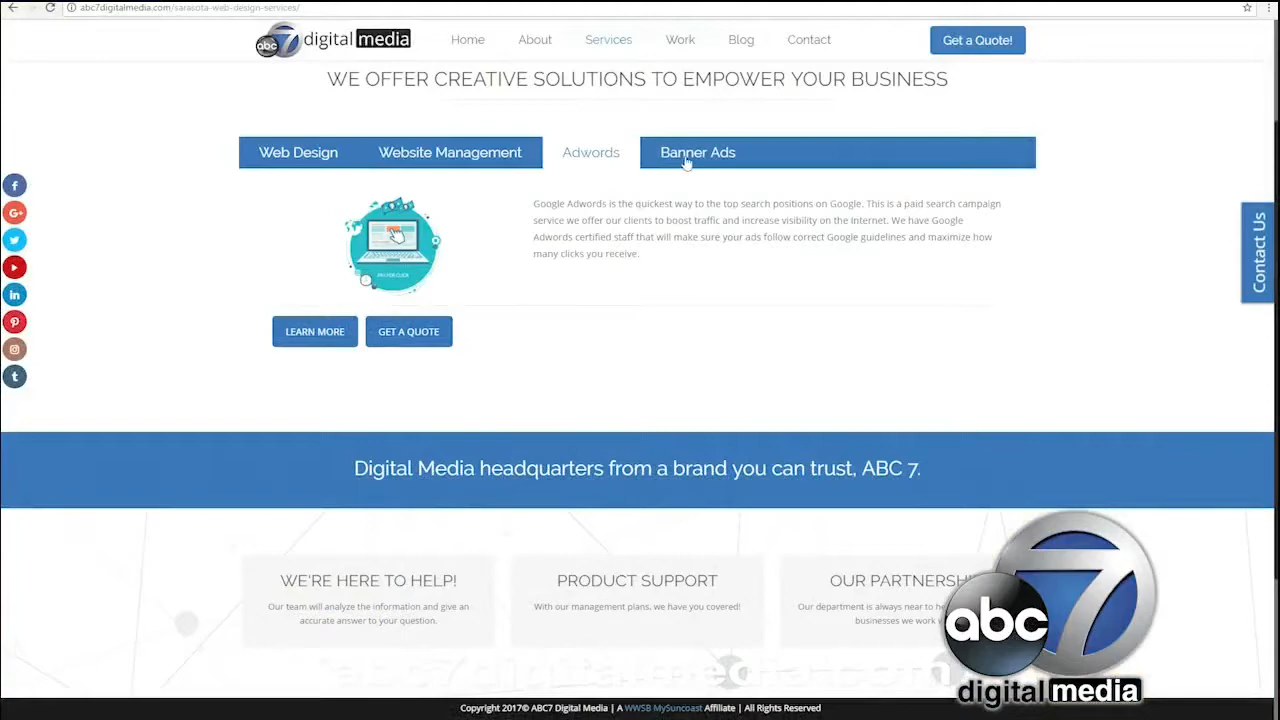 abc7digitalmedia.com/sarasota-web-design-services/
abc 7 digital media
Home About Services Work Blog Contact
Get a Quote!
WE OFFER CREATIVE SOLUTIONS TO EMPOWER YOUR BUSINESS
Web Design Website Management Adwords Banner Ads
Google Adwords is the quickest way to the top search positions on Google. This is a paid search campaign
service we offer our clients to boost traffic and increase visibility on the Internet. We have Google
Adwords certified staff that will make sure your ads follow correct Google guidelines and maximize how
many clicks you receive.
PAY PER CLICK
LEARN MORE GET A QUOTE
Contact Us
Digital Media headquarters from a brand you can trust, ABC 7.
WE'RE HERE TO HELP!
Our team will analyze the information and give an
accurate answer to your question.
PRODUCT SUPPORT
With our management plans, we have you covered!
OUR
Our department is always near to
businesses we work
abc 7
digital media
abc7digitalmedia.com
Copyright 2017© ABC7 Digital Media | A WWSB MySuncoast Affiliate | All Rights Reserved